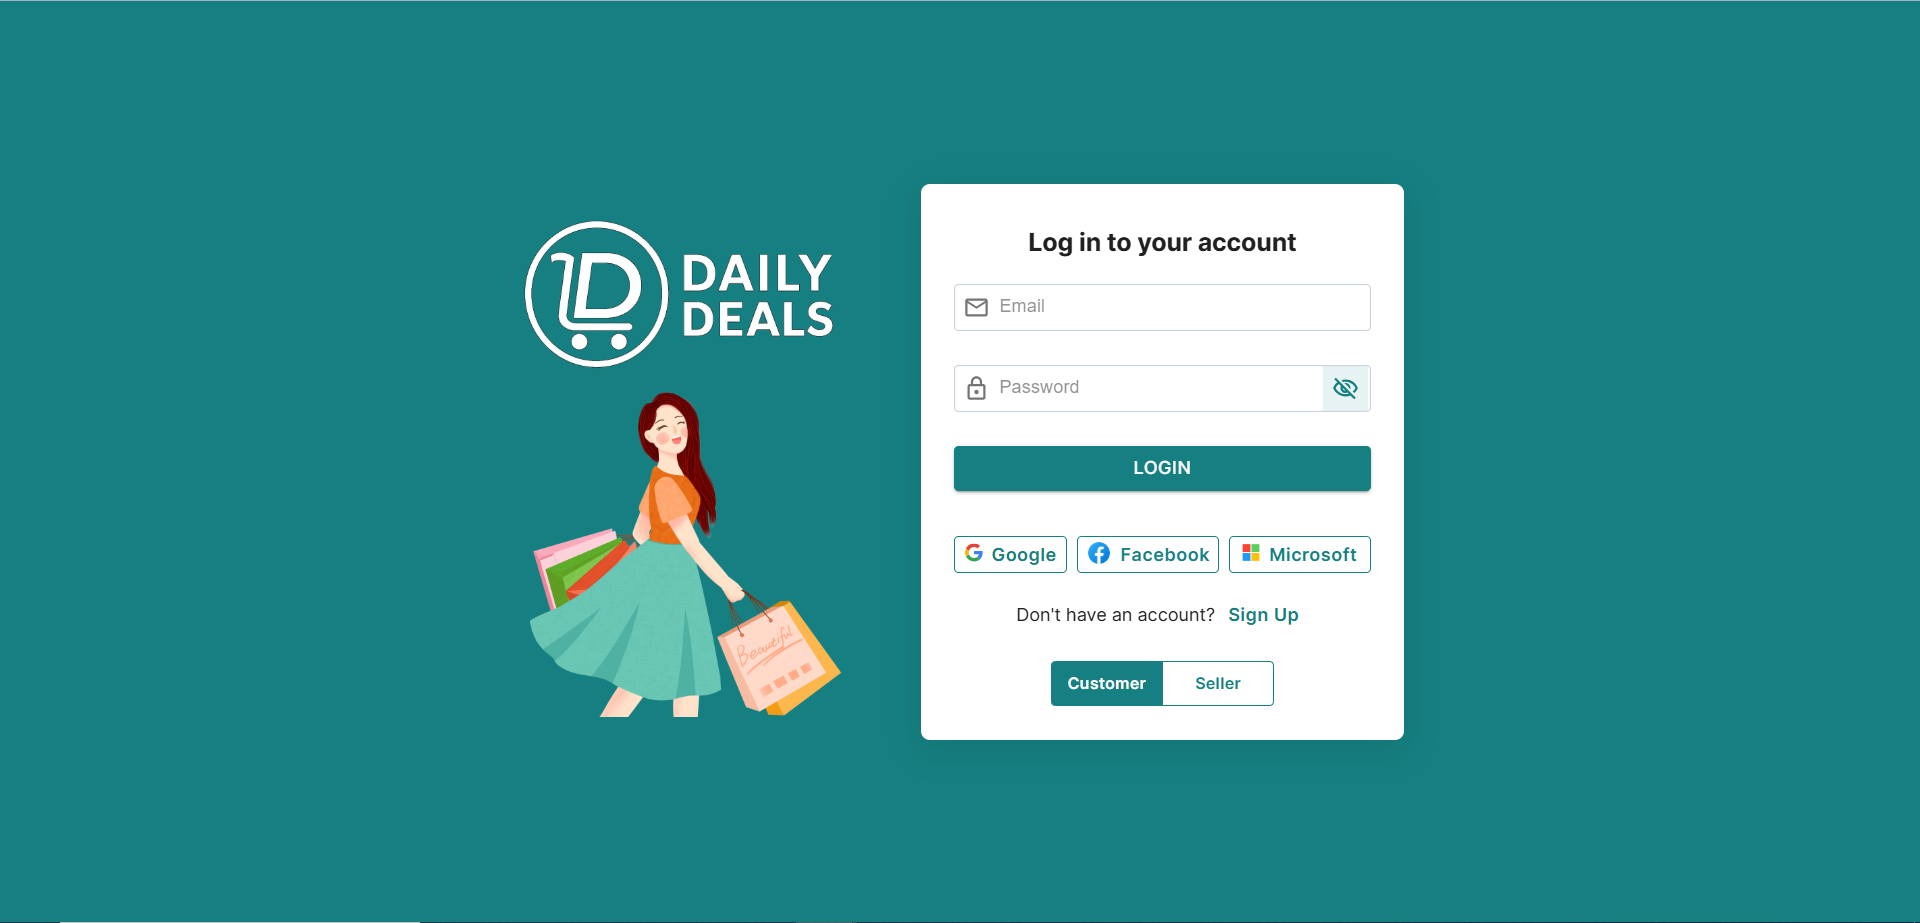 DAILY
DEALS
Beautiful
Log in to your account
Email
Password
LOGIN
Google Facebook Microsoft
Don't have an account? Sign Up
Customer Seller